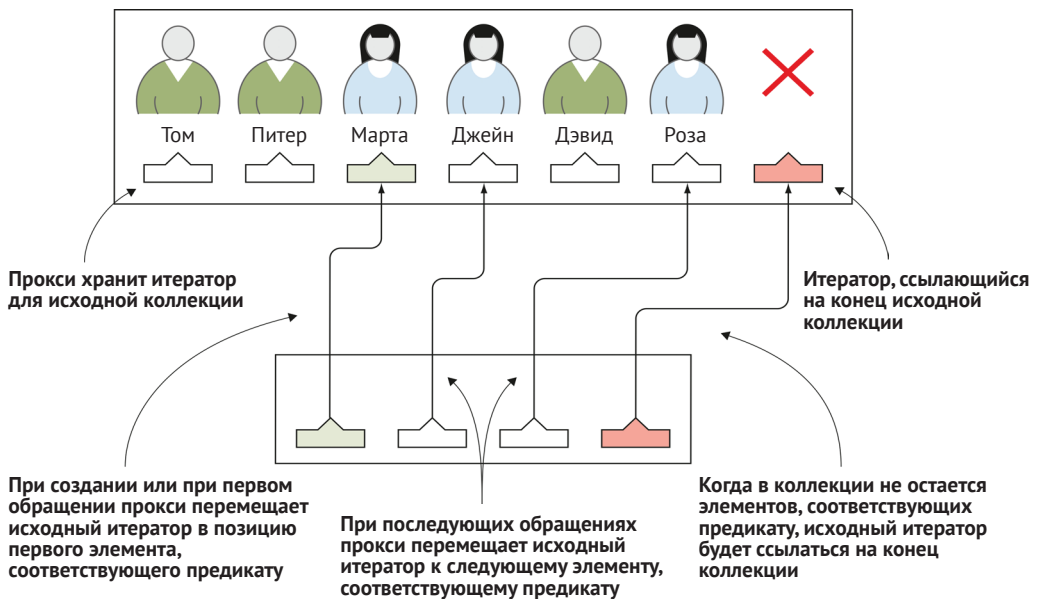 Том
Питер
Марта
Джейн
Дэвид
Роза
Прокси хранит итератор
для исходной коллекции
Итератор, ссылающийся
на конец исходной
коллекции
При создании или при первом
обращении прокси перемещает
исходный итератор в позицию
первого элемента,
соответствующего предикату
При последующих обращениях
прокси перемещает исходный
итератор к следующему элементу,
соответствующему предикату
Когда в коллекции не остается
элементов, соответствующих
предикату, исходный итератор
будет ссылаться на конец
коллекции